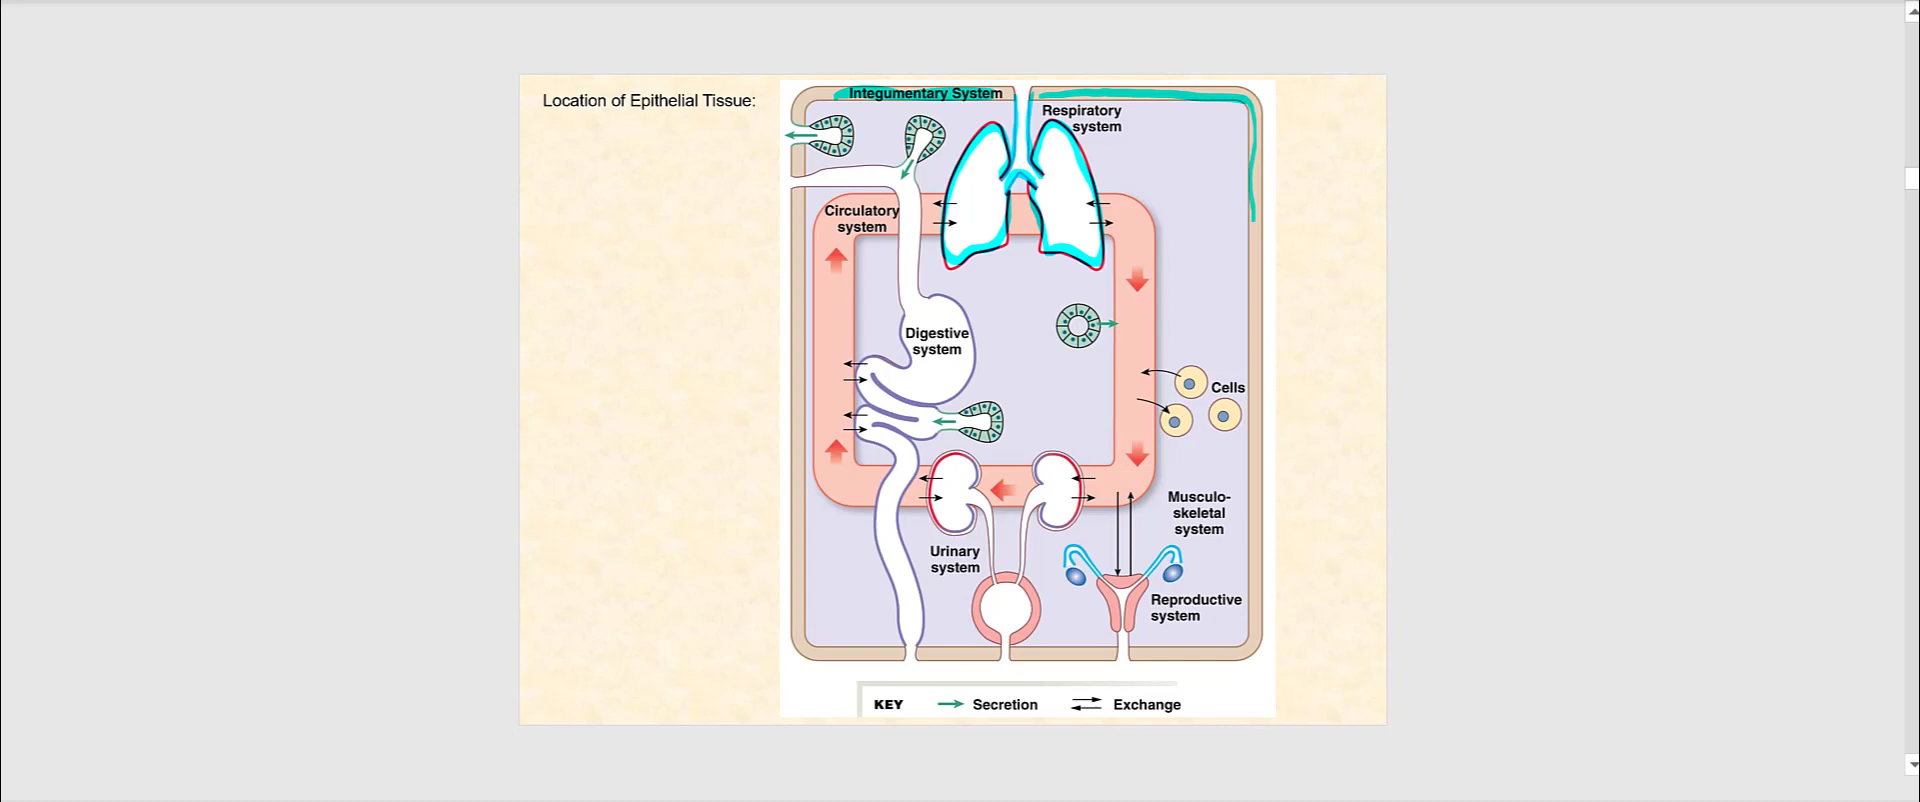 Location of Epithelial Tissue:
Integumentary System
Respiratory
system
Circulatory
system
Digestive
system
Cells
Musculo-
skeletal
system
Urinary
system
Reproductive
system
KEY
Secretion
Exchange